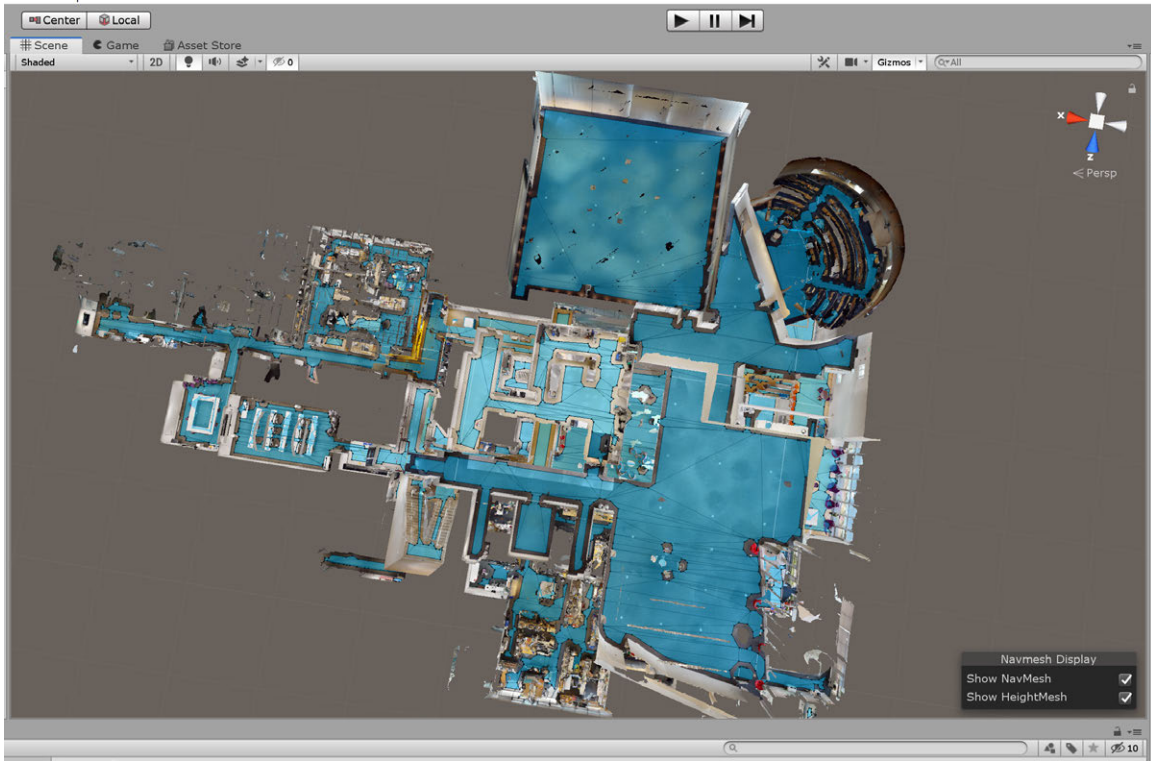 Center Local
Scene Game Asset Store
Shaded 2D 0 Gizmos All
x
z
Persp
Navmesh Display
Show NavMesh
Show HeightMesh
10